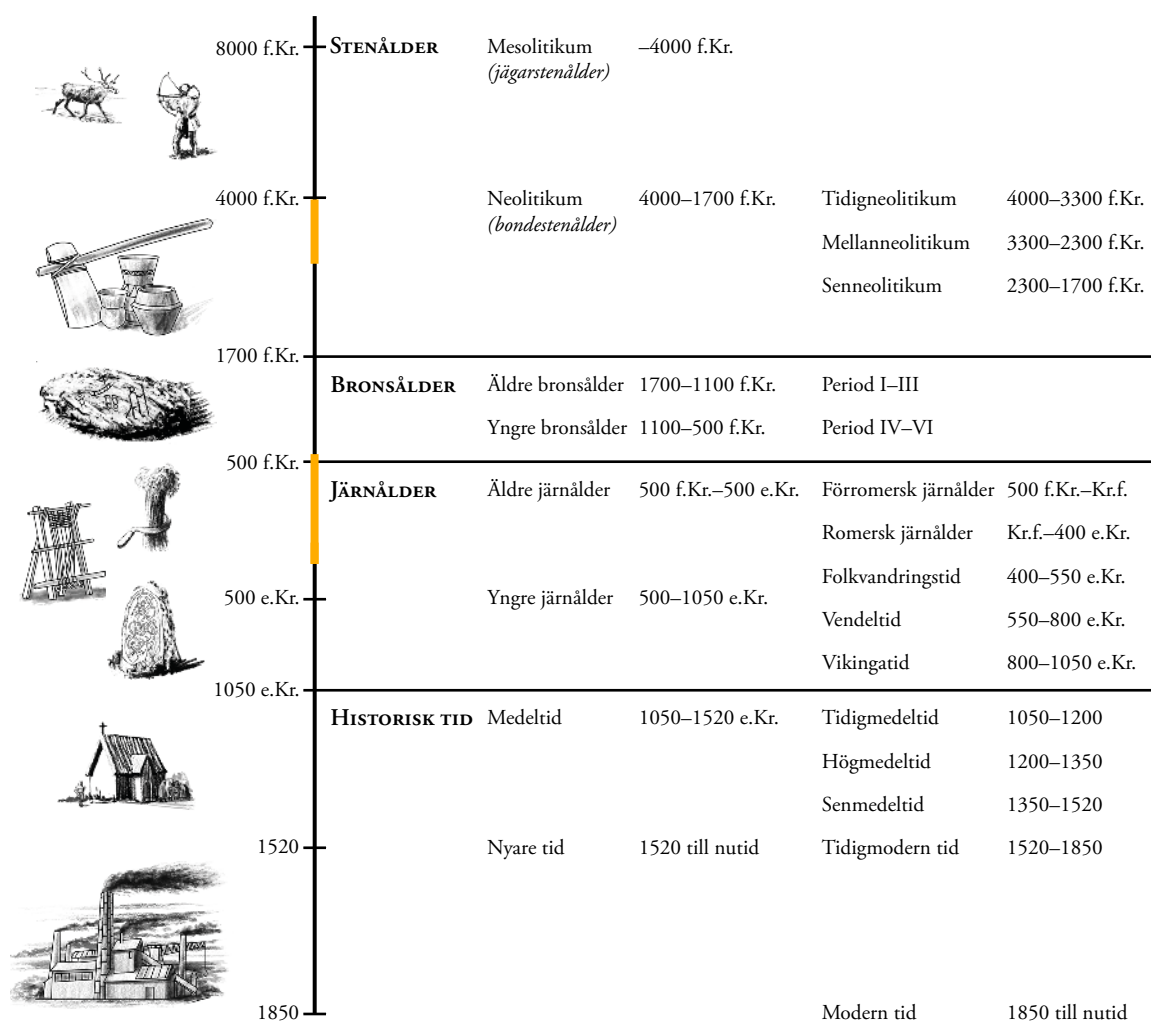 8000 f.Kr. STENÅLDER Mesolitikum –4000 f.Kr.
(jägarstenålder)
4000 f.Kr. Neolitikum 4000–1700 f.Kr. Tidigneolitikum 4000–3300 f.Kr.
(bondestenålder)
Mellanneolitikum 3300–2300 f.Kr.
Senneolitikum 2300–1700 f.Kr.
1700 f.Kr.
BRONSÅLDER Äldre bronsålder 1700–1100 f.Kr. Period I–III
Yngre bronsålder 1100–500 f.Kr. Period IV–VI
500 f.Kr.
JÄRNÅLDER Äldre järnålder 500 f.Kr.–500 e.Kr. Förromersk järnålder 500 f.Kr.–Kr.f.
Romersk järnålder Kr.f.–400 e.Kr.
Folkvandringstid 400–550 e.Kr.
500 e.Kr. Yngre järnålder 500–1050 e.Kr.
Vendeltid 550–800 e.Kr.
Vikingatid 800–1050 e.Kr.
1050 e.Kr.
HISTORISK TID Medeltid 1050–1520 e.Kr. Tidigmedeltid 1050–1200
Högmedeltid 1200–1350
Senmedeltid 1350–1520
1520 Nyare tid 1520 till nutid Tidigmodern tid 1520–1850
1850 Modern tid 1850 till nutid